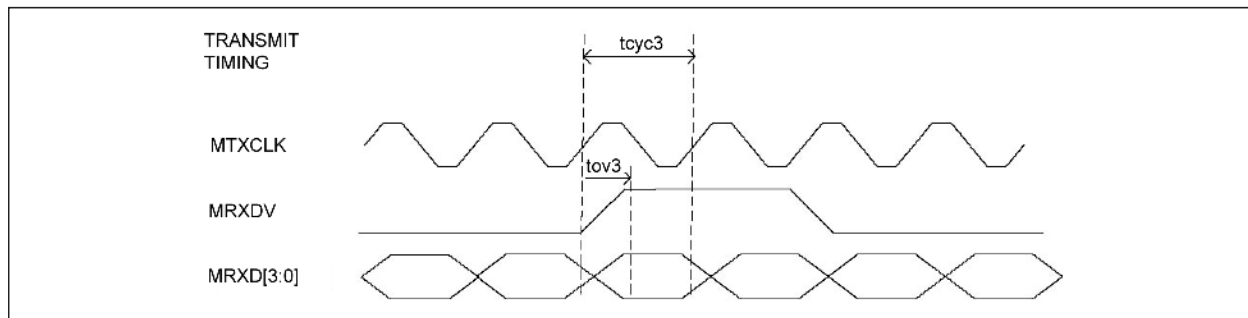 TRANSMIT
TIMING
tcyc3
MTXCLK
tov3
MRXDV
MRXD[3:0]